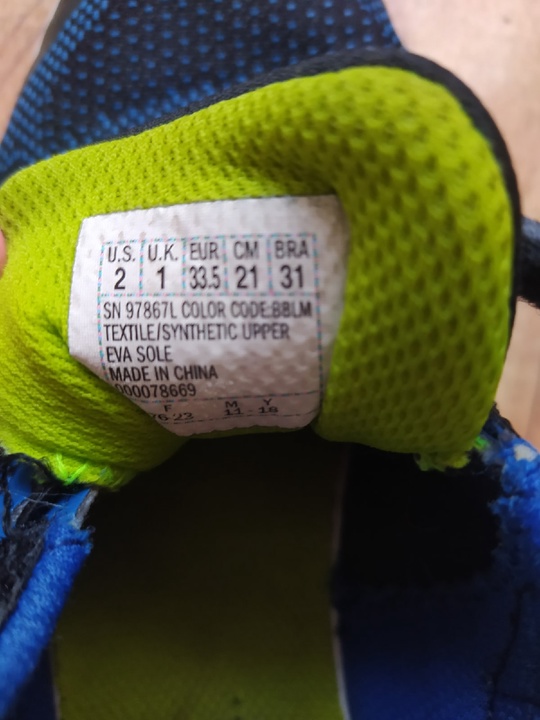 U.S. U.K. EUR CM BRA
2 1 33.5 21 31
SN 97867L COLOR CODE:BBLM
TEXTILE/SYNTHETIC UPPER
EVA SOLE
MADE IN CHINA
000078669
F M Y
11 - 18